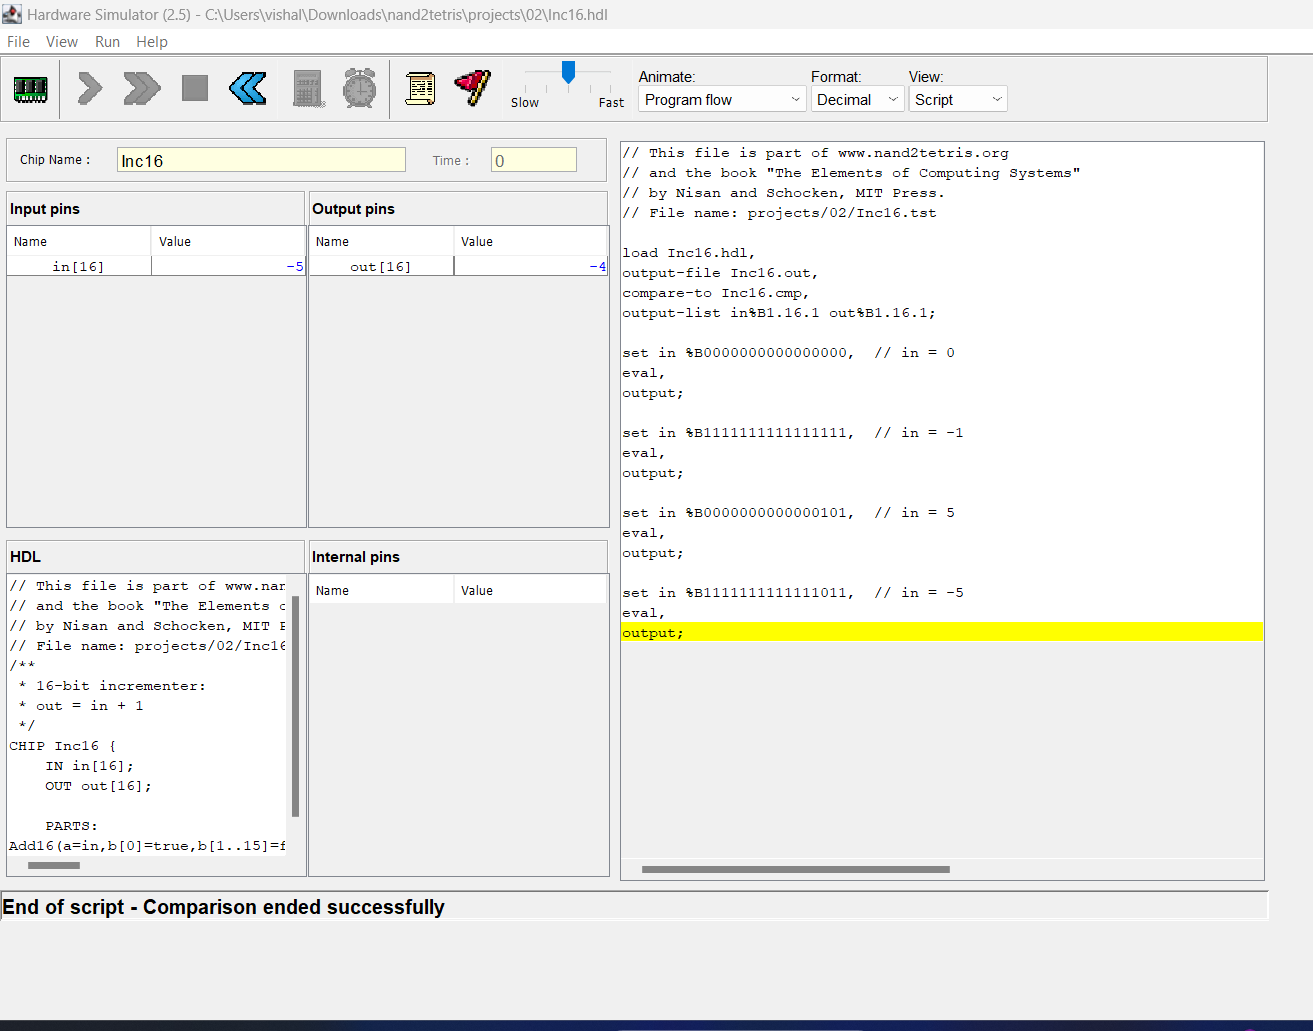 Hardware Simulator (2.5) - C:\Users\vishal\Downloads\nand2tetris\projects\02\Inc16.hdl
File View Run Help
Slow Fast
Animate: Format: View:
Program flow Decimal Script
Chip Name : Inc16 Time : 0
Input pins
Name Value
in[16] -5
Output pins
Name Value
out[16] -4
HDL
// This file is part of www.nan
// and the book "The Elements o
// by Nisan and Schocken, MIT P
// File name: projects/02/Inc16
/**
* 16-bit incrementer:
* out = in + 1
*/
CHIP Inc16 {
IN in[16];
OUT out[16];
PARTS:
Add16(a=in,b[0]=true,b[1..15]=f
Internal pins
Name Value
// This file is part of www.nand2tetris.org
// and the book "The Elements of Computing Systems"
// by Nisan and Schocken, MIT Press.
// File name: projects/02/Inc16.tst
load Inc16.hdl,
output-file Inc16.out,
compare-to Inc16.cmp,
output-list in%B1.16.1 out%B1.16.1;
set in %B0000000000000000, // in = 0
eval,
output;
set in %B1111111111111111, // in = -1
eval,
output;
set in %B0000000000000101, // in = 5
eval,
output;
set in %B1111111111111011, // in = -5
eval,
output;
End of script - Comparison ended successfully